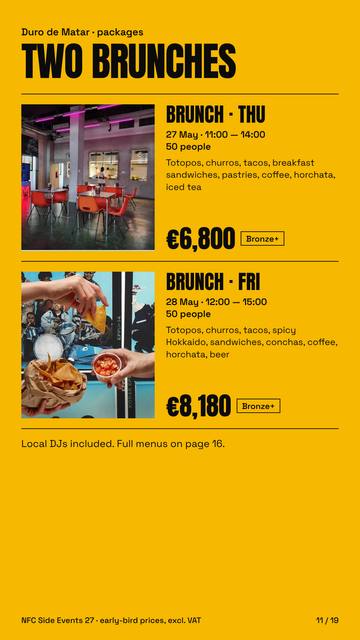 Duro de Matar · packages
TWO BRUNCHES
BRUNCH · THU
27 May · 11:00 — 14:00
50 people
Totopos, churros, tacos, breakfast
sandwiches, pastries, coffee, horchata,
iced tea
€6,800 Bronze+
BRUNCH · FRI
28 May · 12:00 — 15:00
50 people
Totopos, churros, tacos, spicy
Hokkaido, sandwiches, conchas, coffee,
horchata, beer
€8,180 Bronze+
Local DJs included. Full menus on page 16.
NFC Side Events 27 · early-bird prices, excl. VAT 11 / 19